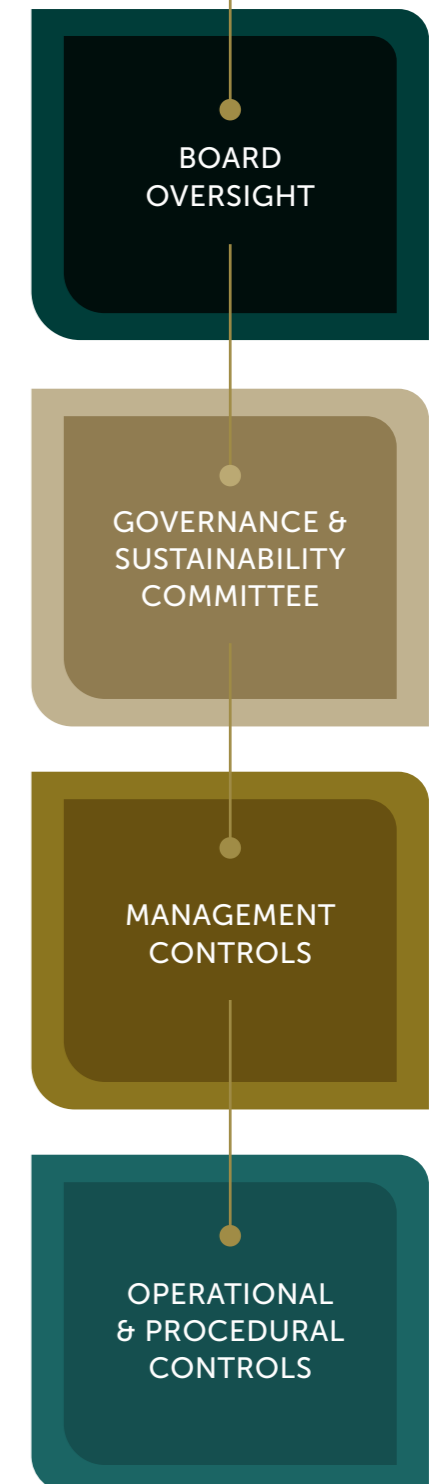 BOARD
OVERSIGHT
GOVERNANCE &
SUSTAINABILITY
COMMITTEE
MANAGEMENT
CONTROLS
OPERATIONAL
& PROCEDURAL
CONTROLS